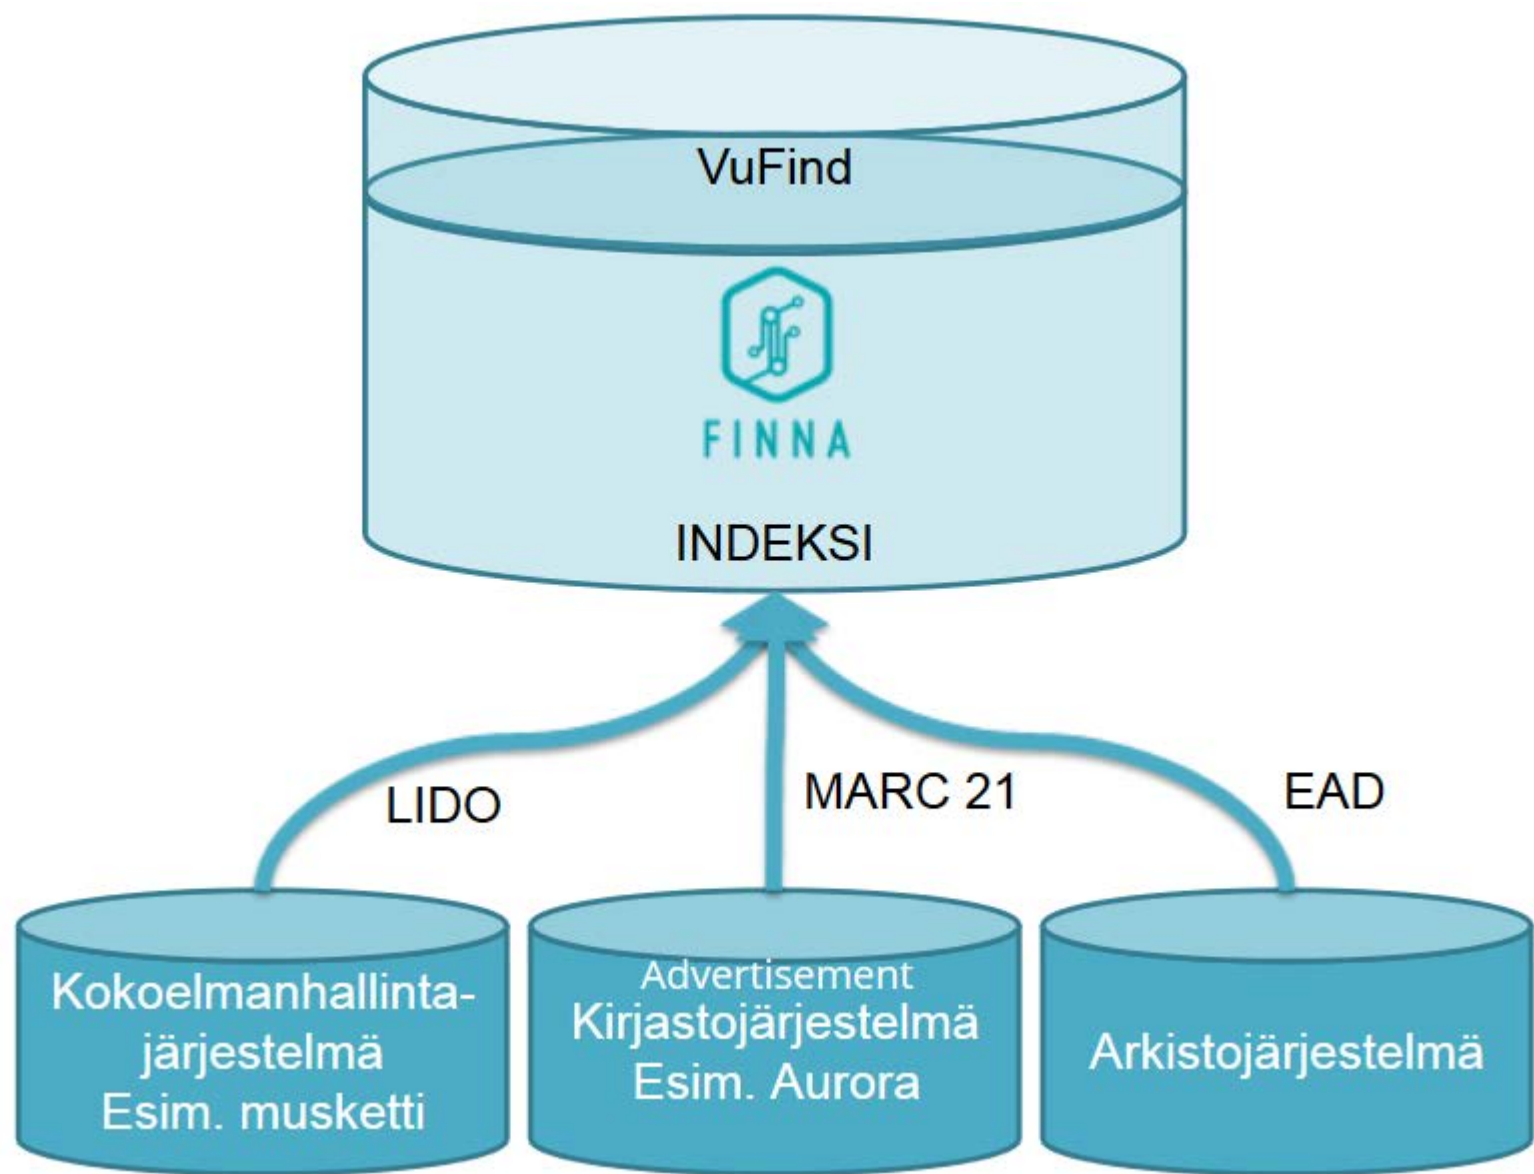 VuFind
FINNA
INDEKSI
LIDO
MARC 21
EAD
Kokoelmanhallinta-
järjestelmä
Esim. musketti
Advertisement
Kirjastojärjestelmä
Esim. Aurora
Arkistojärjestelmä